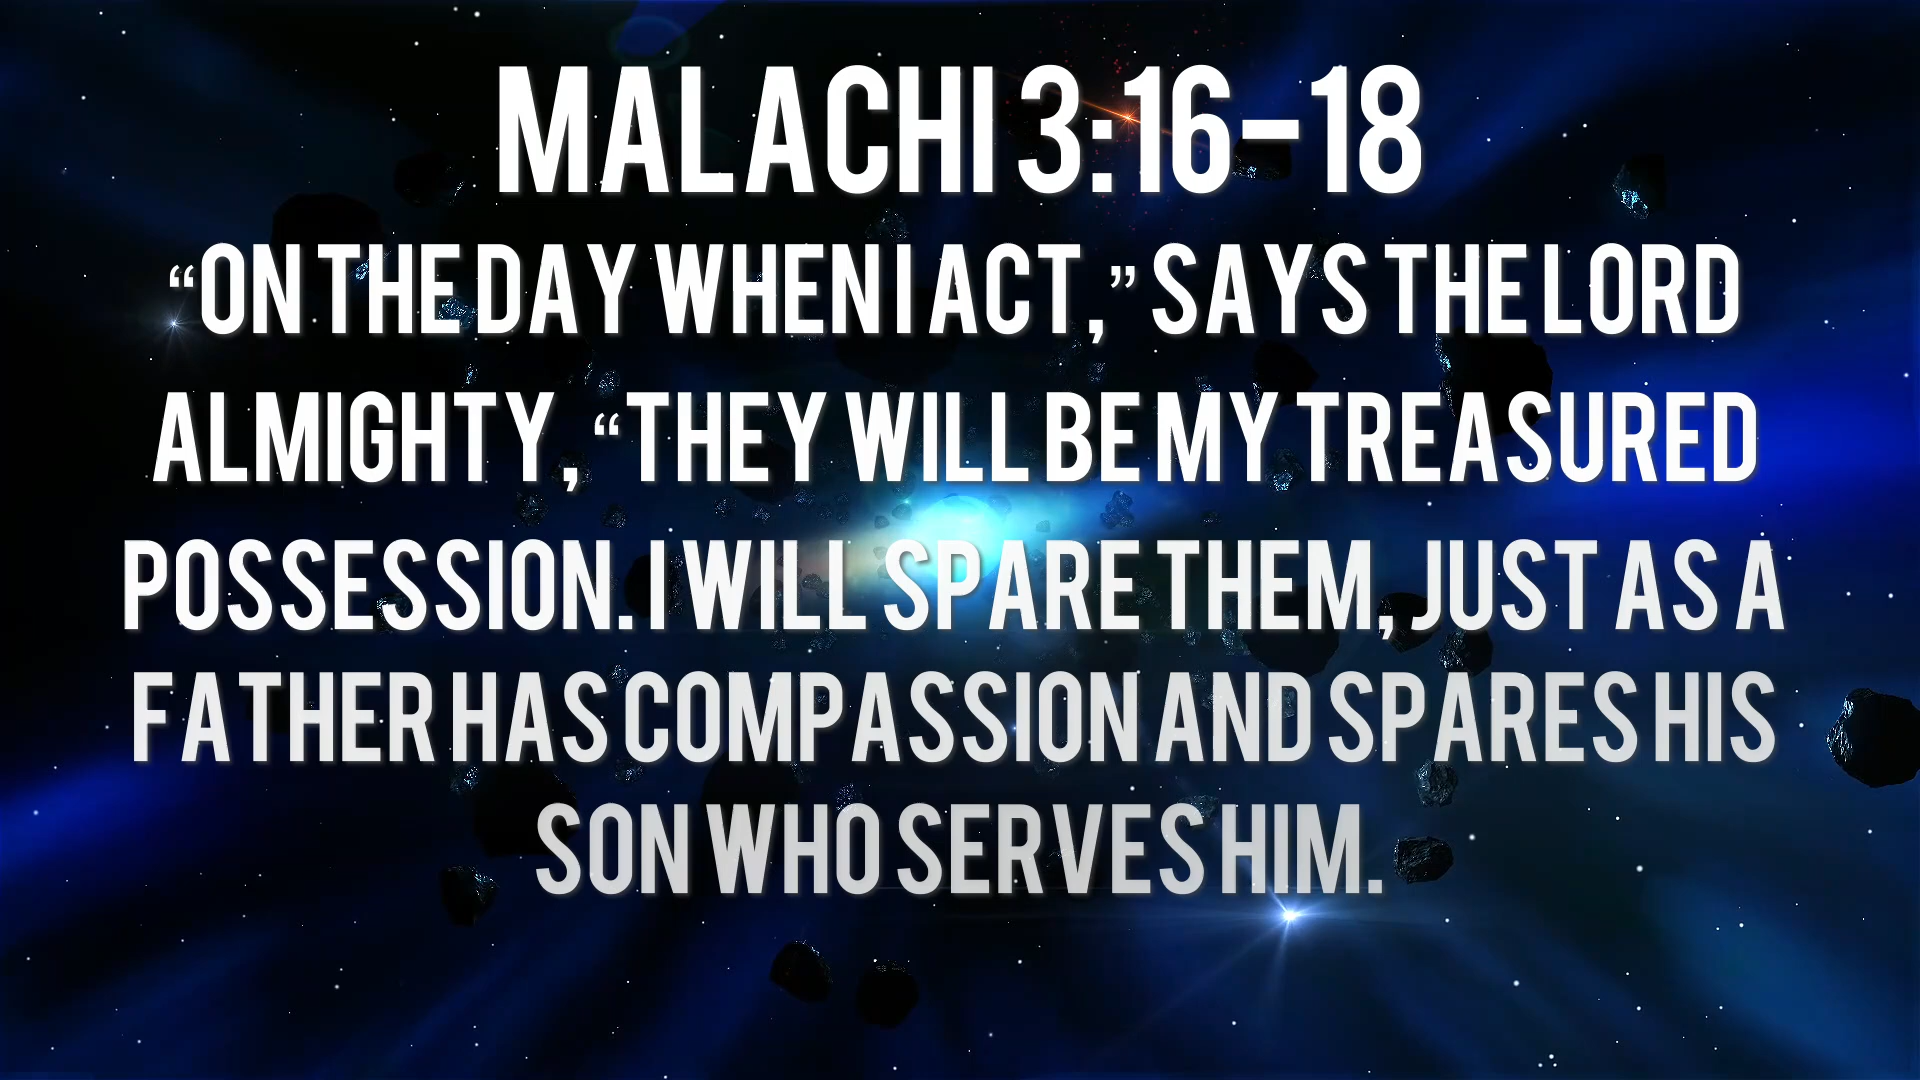 MALACHI 3:16-18
“ON THE DAY WHEN I ACT,” SAYS THE LORD
ALMIGHTY, “THEY WILL BE MY TREASURED
POSSESSION. I WILL SPARE THEM, JUST AS A
FATHER HAS COMPASSION AND SPARES HIS
SON WHO SERVES HIM.